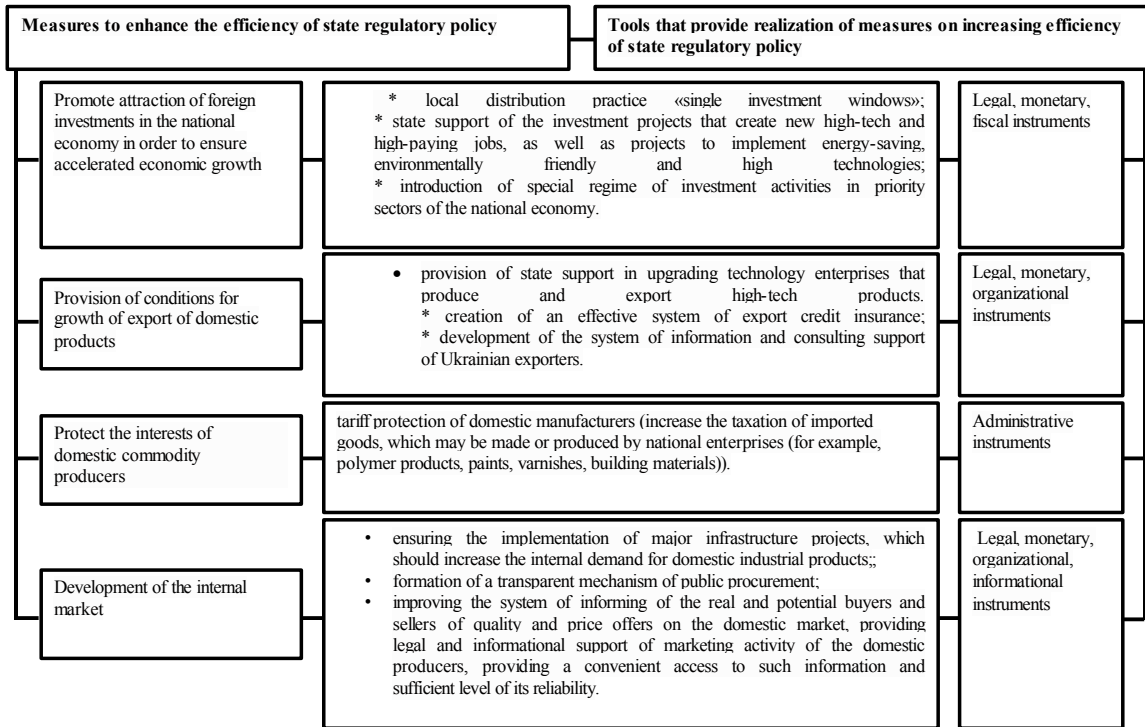 Measures to enhance the efficiency of state regulatory policy
Tools that provide realization of measures on increasing efficiency
of state regulatory policy
Promote attraction of foreign
investments in the national
economy in order to ensure
accelerated economic growth
* local distribution practice «single investment windows»;
* state support of the investment projects that create new high-tech and
high-paying jobs, as well as projects to implement energy-saving,
environmentally friendly and high technologies;
* introduction of special regime of investment activities in priority
sectors of the national economy.
Legal, monetary,
fiscal instruments
Provision of conditions for
growth of export of domestic
products
• provision of state support in upgrading technology enterprises that
produce and export high-tech products.
* creation of an effective system of export credit insurance;
* development of the system of information and consulting support
of Ukrainian exporters.
Legal, monetary,
organizational
instruments
Protect the interests of
domestic commodity
producers
tariff protection of domestic manufacturers (increase the taxation of imported
goods, which may be made or produced by national enterprises (for example,
polymer products, paints, varnishes, building materials)).
Administrative
instruments
Development of the internal
market
• ensuring the implementation of major infrastructure projects, which
should increase the internal demand for domestic industrial products;;
• formation of a transparent mechanism of public procurement;
• improving the system of informing of the real and potential buyers and
sellers of quality and price offers on the domestic market, providing
legal and informational support of marketing activity of the domestic
producers, providing a convenient access to such information and
sufficient level of its reliability.
Legal, monetary,
organizational,
informational
instruments